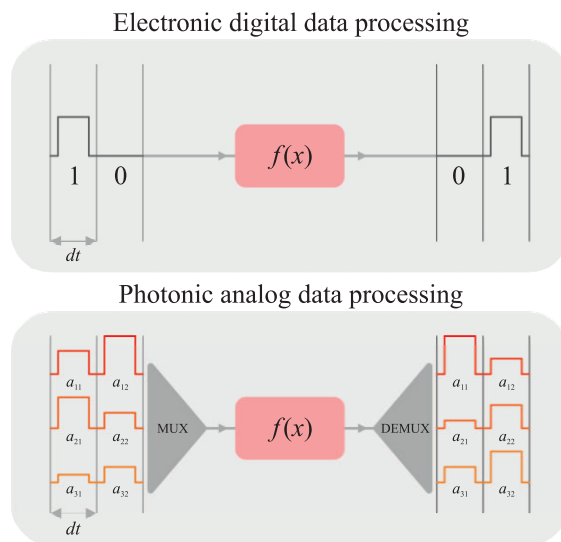 Electronic digital data processing
1 0 f(x) 0 1
dt
Photonic analog data processing
a11 a12 a11 a12
a21 a22 MUX f(x) DEMUX a21 a22
a31 a32 a31 a32
dt